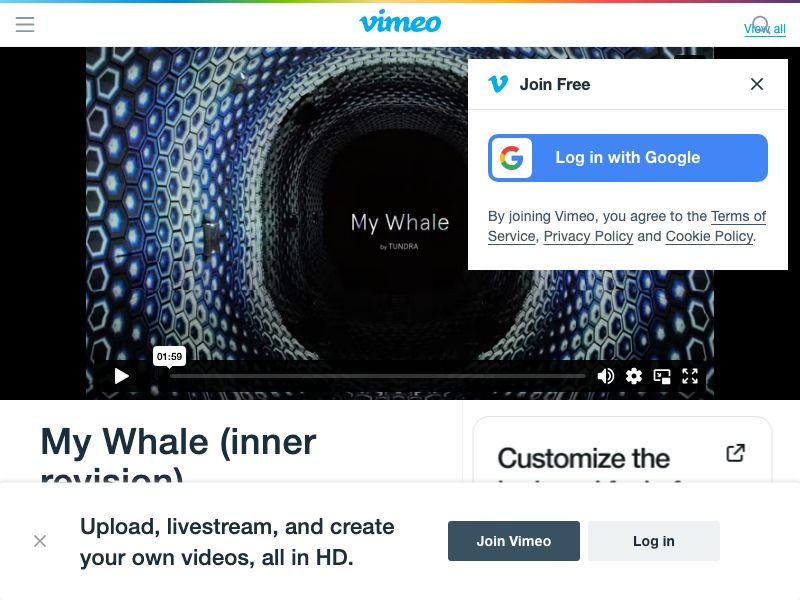 vimeo
View all
Join Free
Log in with Google
By joining Vimeo, you agree to the Terms of
Service, Privacy Policy and Cookie Policy.
My Whale
by TUNDRA
01:59
My Whale (inner
revision)
Customize the
Upload, livestream, and create
your own videos, all in HD.
Join Vimeo
Log in